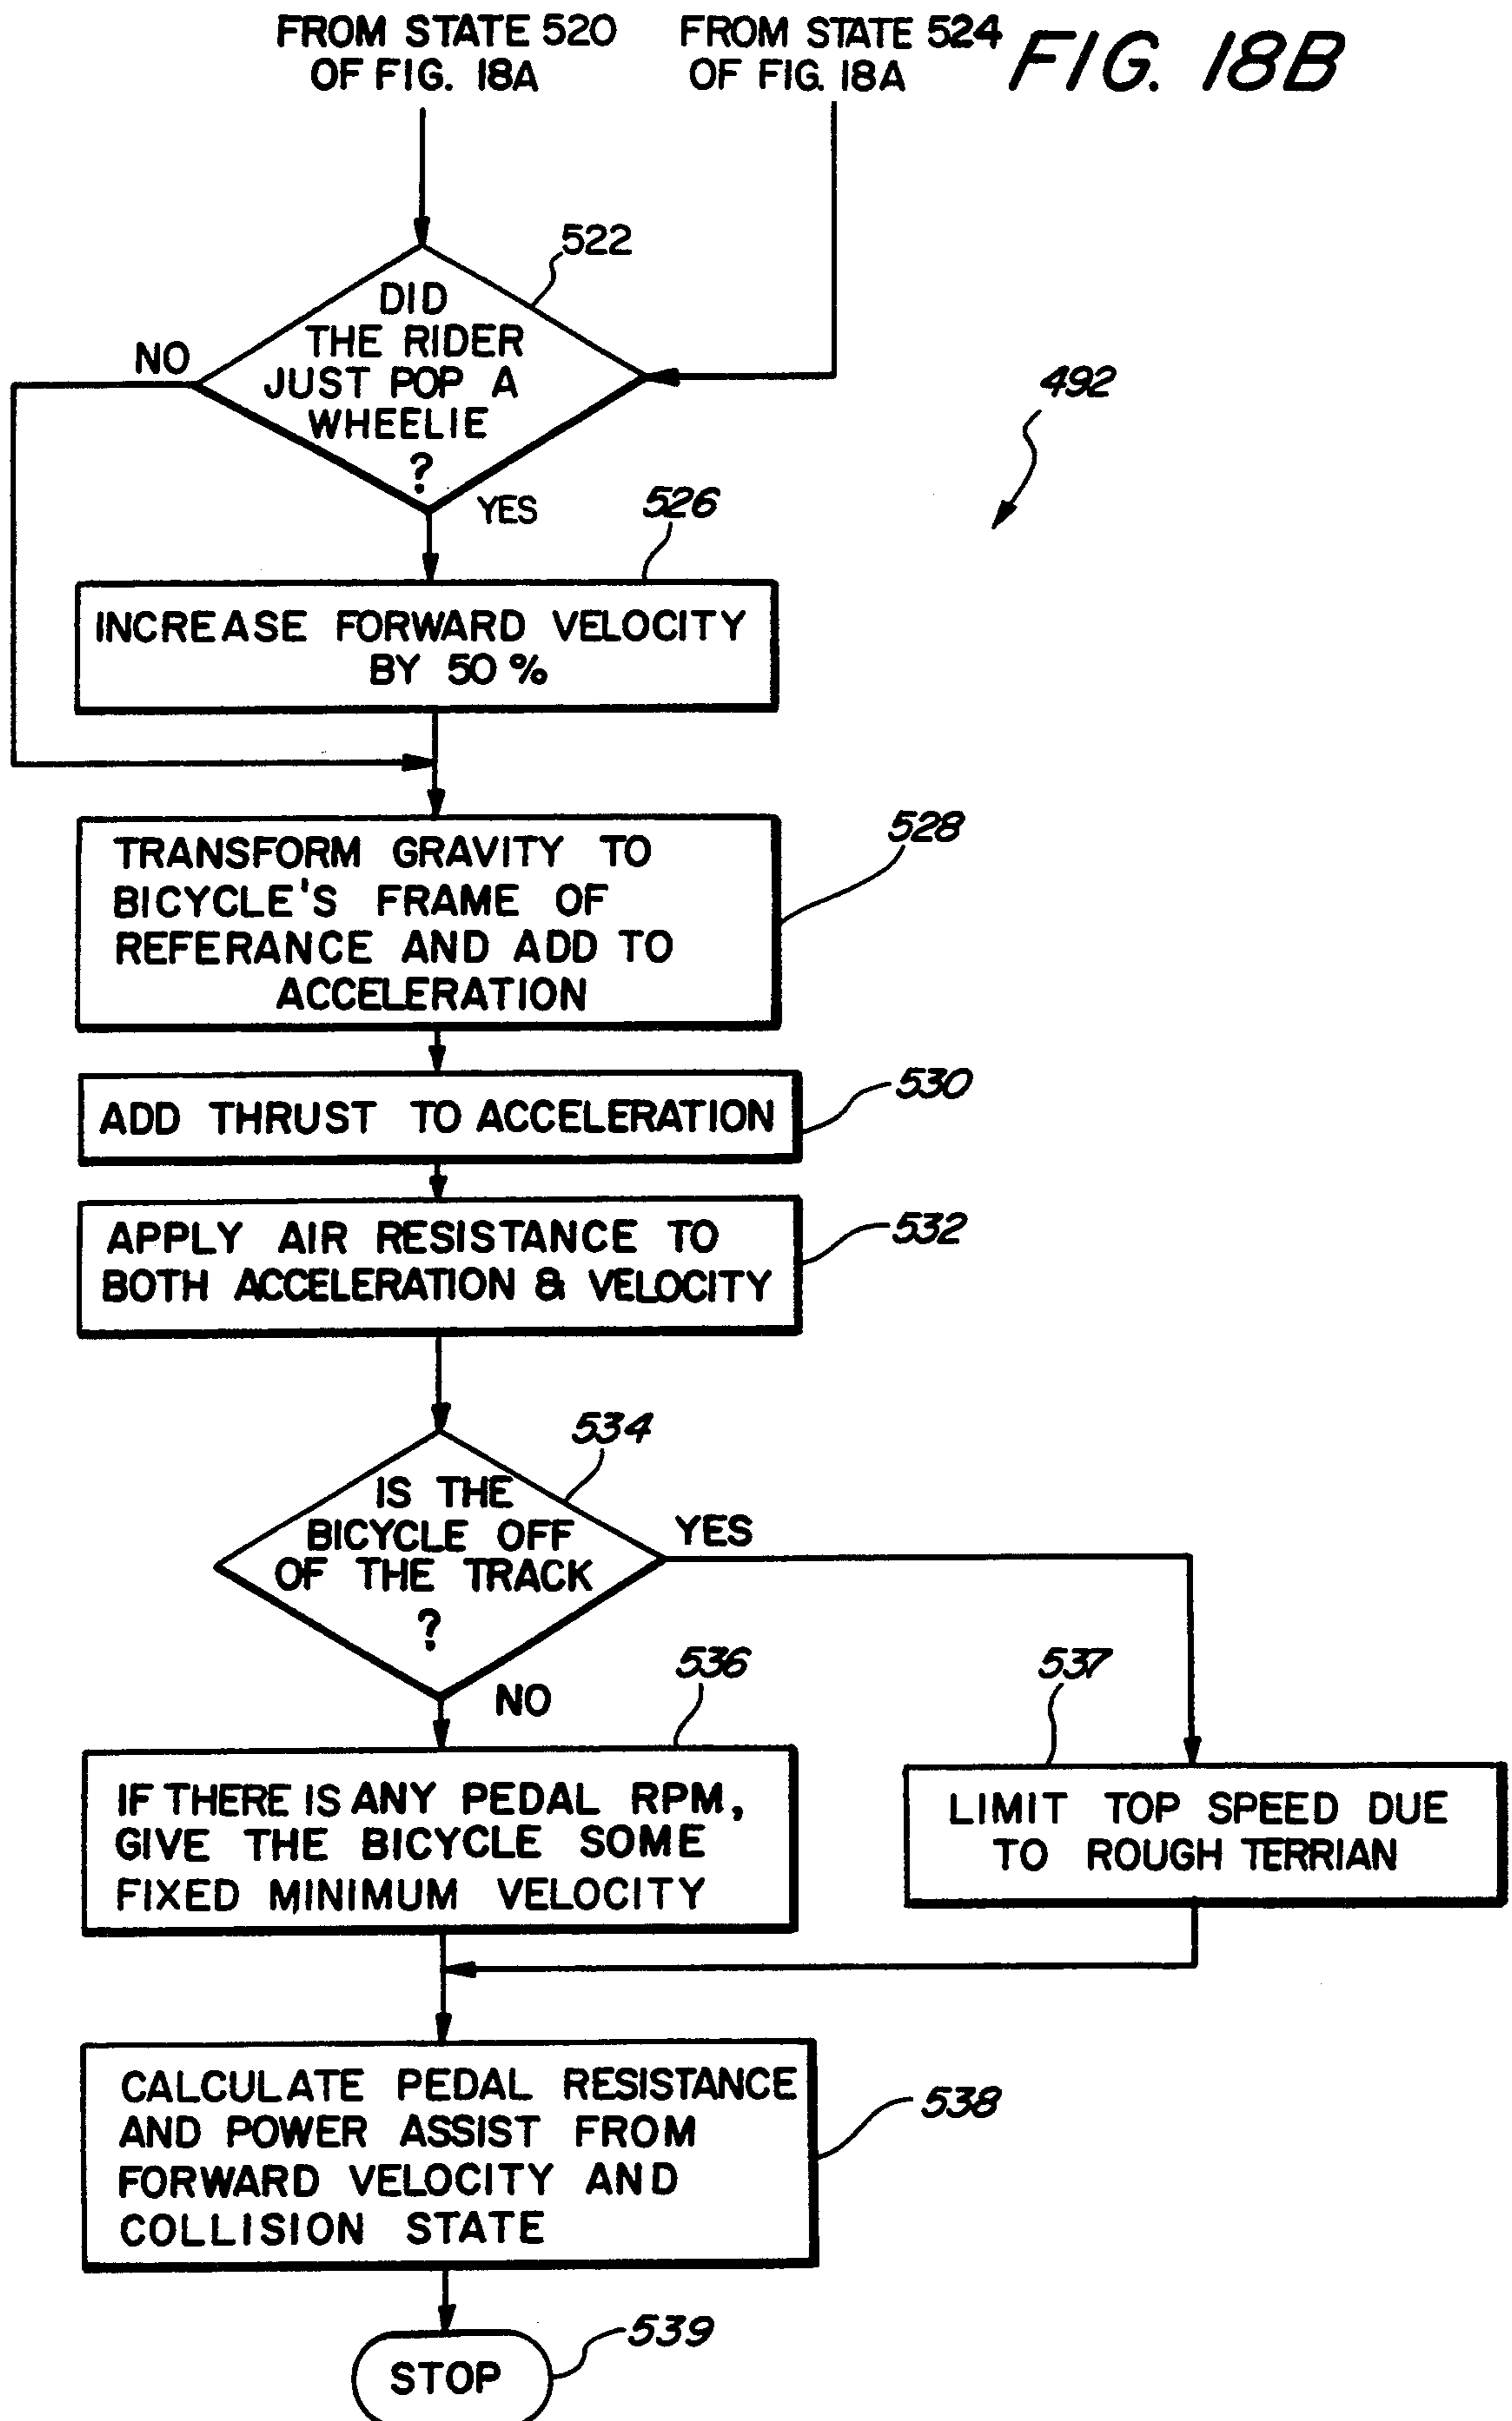 FROM STATE 520
OF FIG. 18A
FROM STATE 524
OF FIG. 18A
FIG. 18B
522
DID
THE RIDER
JUST POP A
WHEELIE
?
NO
YES
492
526
INCREASE FORWARD VELOCITY
BY 50 %
528
TRANSFORM GRAVITY TO
BICYCLE'S FRAME OF
REFERANCE AND ADD TO
ACCELERATION
530
ADD THRUST TO ACCELERATION
532
APPLY AIR RESISTANCE TO
BOTH ACCELERATION & VELOCITY
534
IS THE
BICYCLE OFF
OF THE TRACK
?
YES
NO
536
IF THERE IS ANY PEDAL RPM,
GIVE THE BICYCLE SOME
FIXED MINIMUM VELOCITY
537
LIMIT TOP SPEED DUE
TO ROUGH TERRIAN
538
CALCULATE PEDAL RESISTANCE
AND POWER ASSIST FROM
FORWARD VELOCITY AND
COLLISION STATE
539
STOP